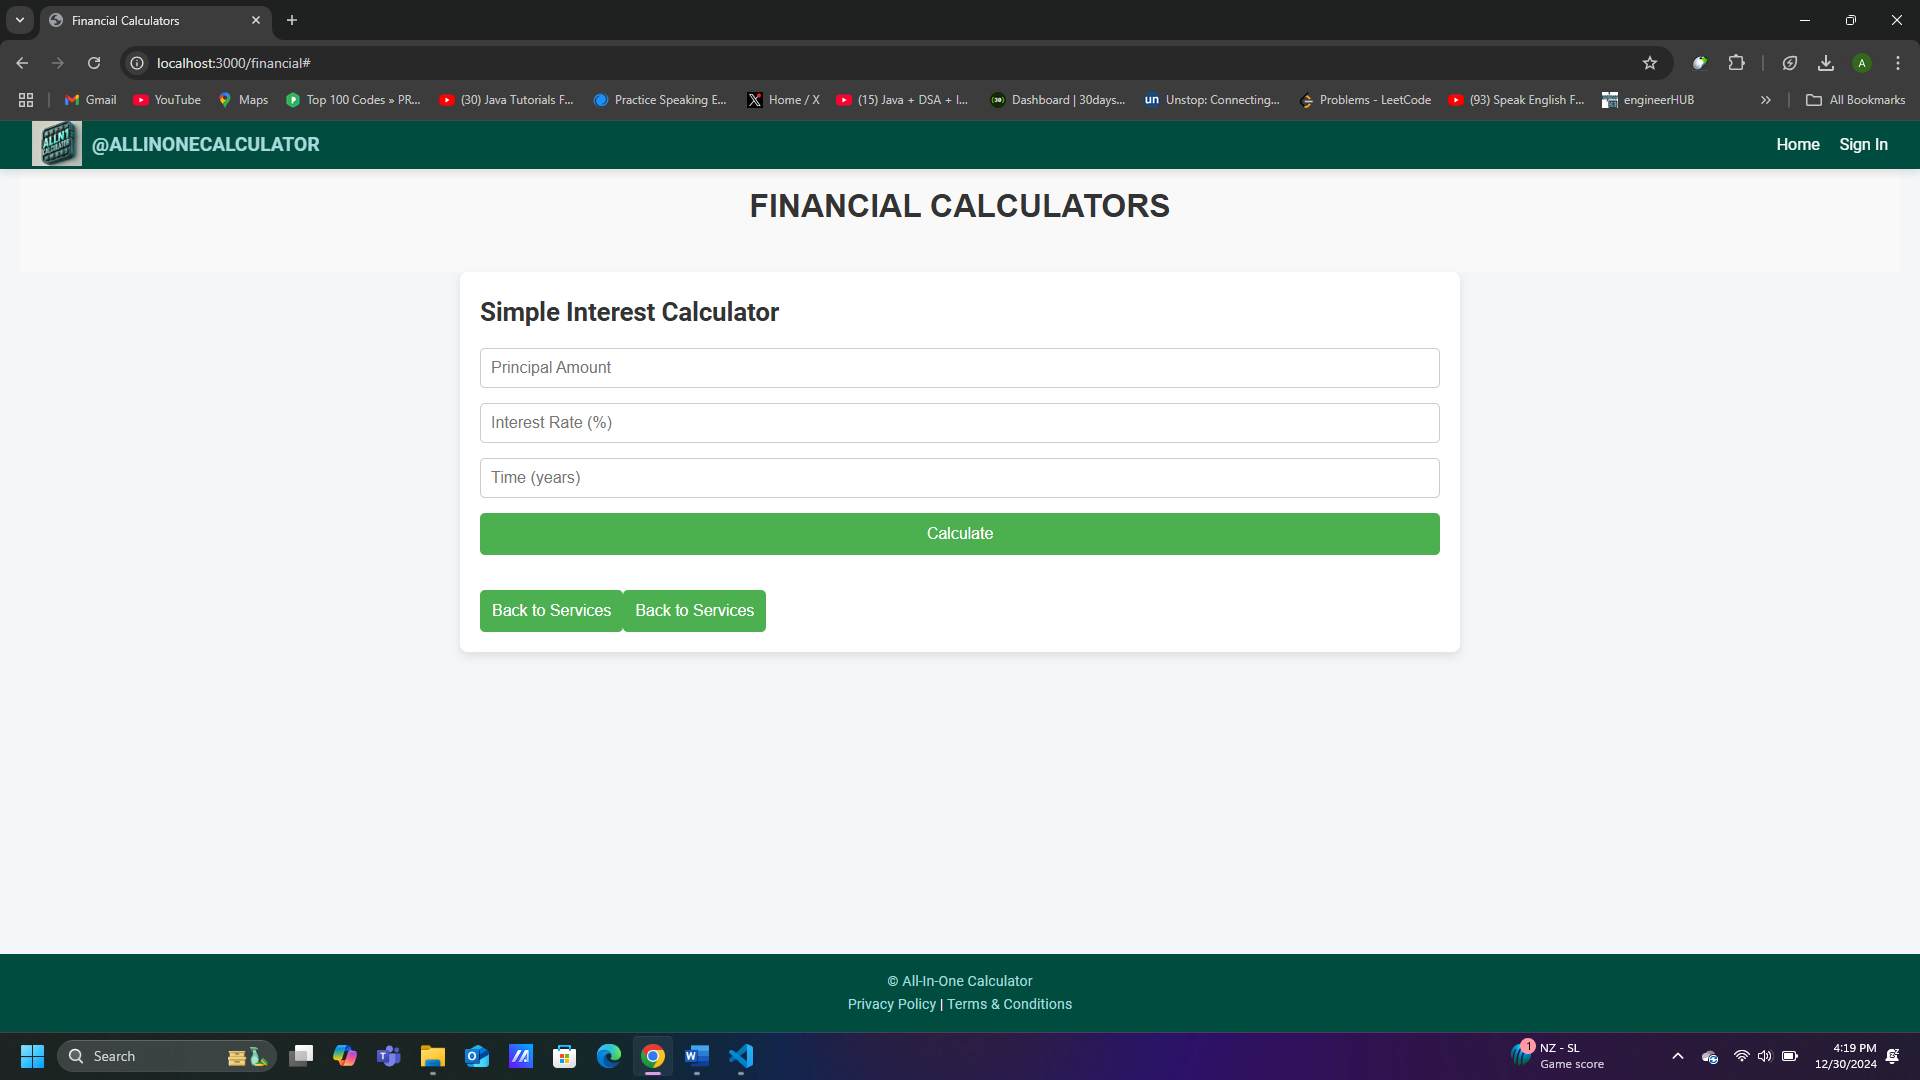 Financial Calculators
localhost:3000/financial#
Gmail
YouTube
Maps
Top 100 Codes » PR...
(30) Java Tutorials F...
Practice Speaking E...
Home / X
(15) Java + DSA + I...
Dashboard | 30days...
Unstop: Connecting...
Problems - LeetCode
(93) Speak English F...
engineerHUB
All Bookmarks
A
ALLN1
CALCULATOR
@ALLINONECALCULATOR
Home
Sign In
FINANCIAL CALCULATORS
Simple Interest Calculator
Principal Amount
Interest Rate (%)
Time (years)
Calculate
Back to Services
Back to Services
© All-In-One Calculator
Privacy Policy | Terms & Conditions
Search
1
NZ - SL
Game score
4:19 PM
12/30/2024